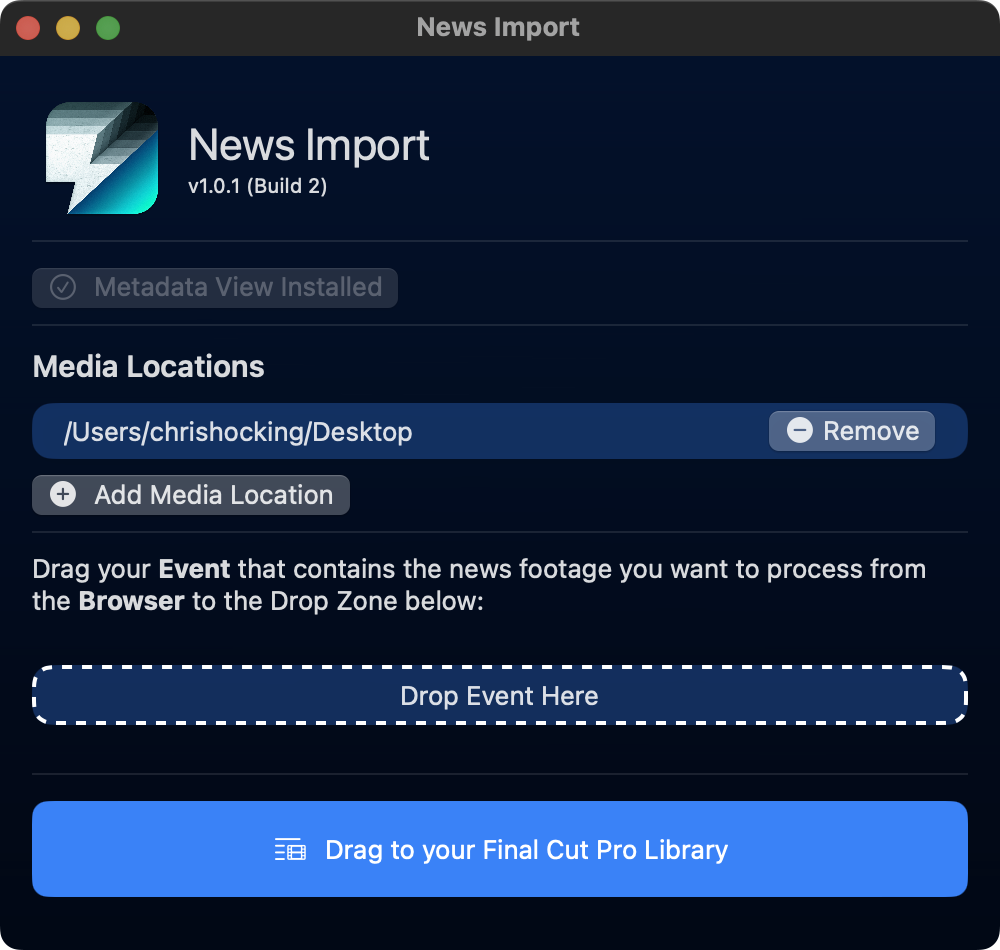 News Import
News Import
v1.0.1 (Build 2)
Metadata View Installed
Media Locations
/Users/chrishocking/Desktop
Remove
Add Media Location
Drag your Event that contains the news footage you want to process from
the Browser to the Drop Zone below:
Drop Event Here
Drag to your Final Cut Pro Library